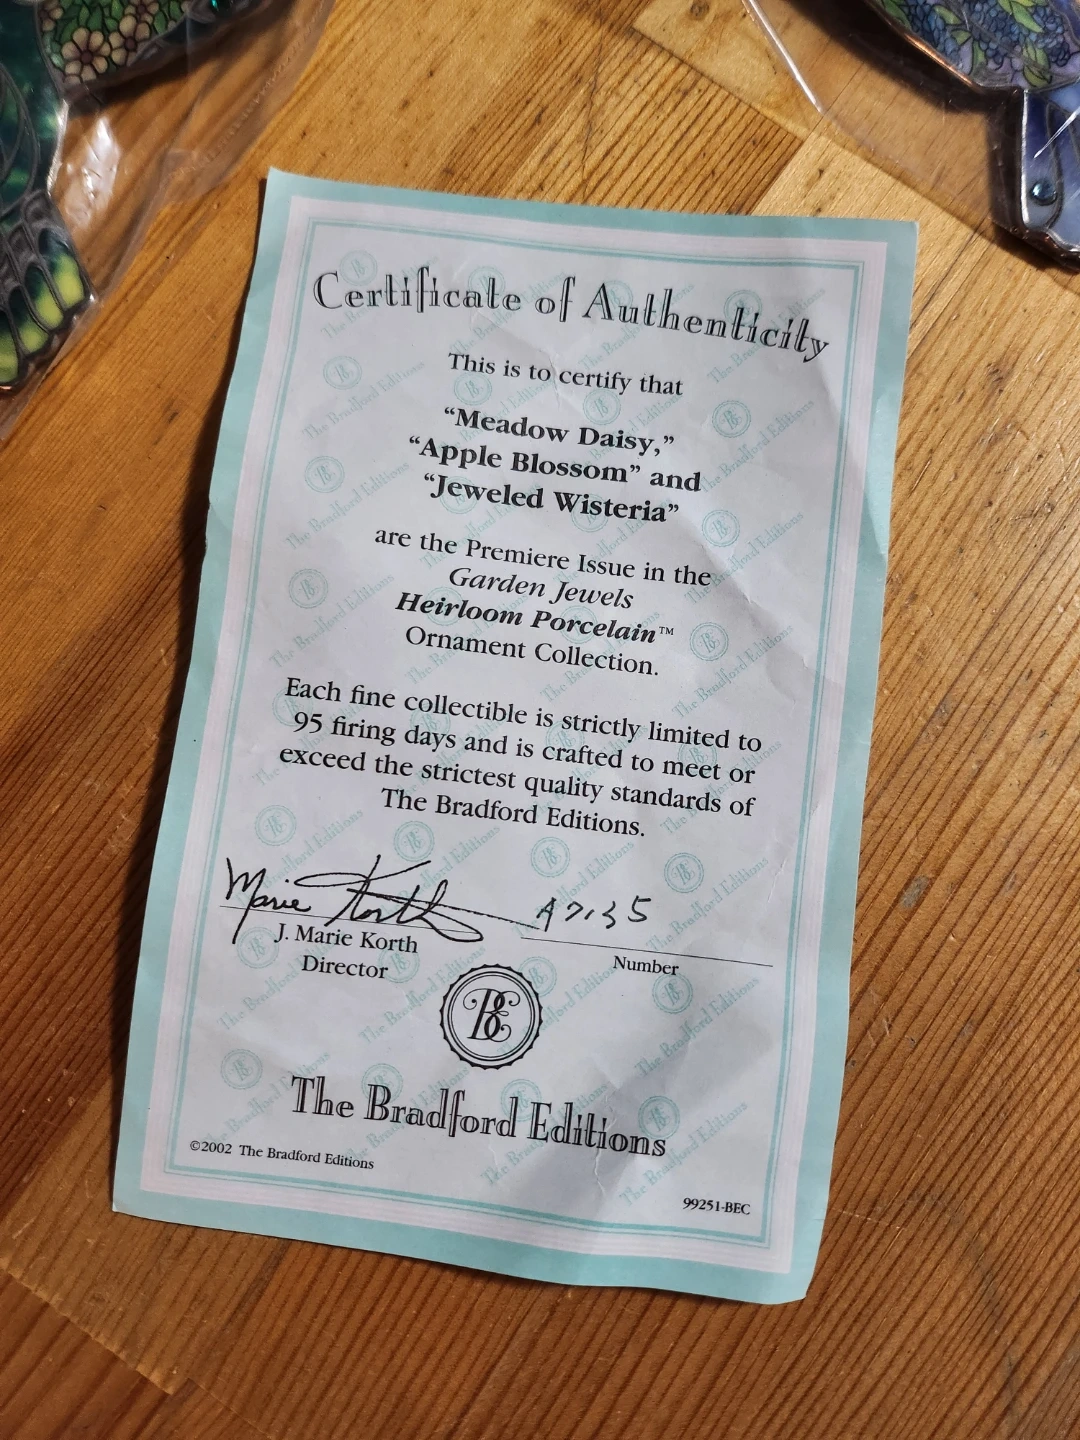 Certificate of Authenticity
This is to certify that
“Meadow Daisy,”
“Apple Blossom” and
“Jeweled Wisteria”
are the Premiere Issue in the
Garden Jewels
Heirloom Porcelain™
Ornament Collection.
Each fine collectible is strictly limited to
95 firing days and is crafted to meet or
exceed the strictest quality standards of
The Bradford Editions.
Marie Korth
A7135
J. Marie Korth
Number
Director
BE
The Bradford Editions
©2002 The Bradford Editions
99251-BEC